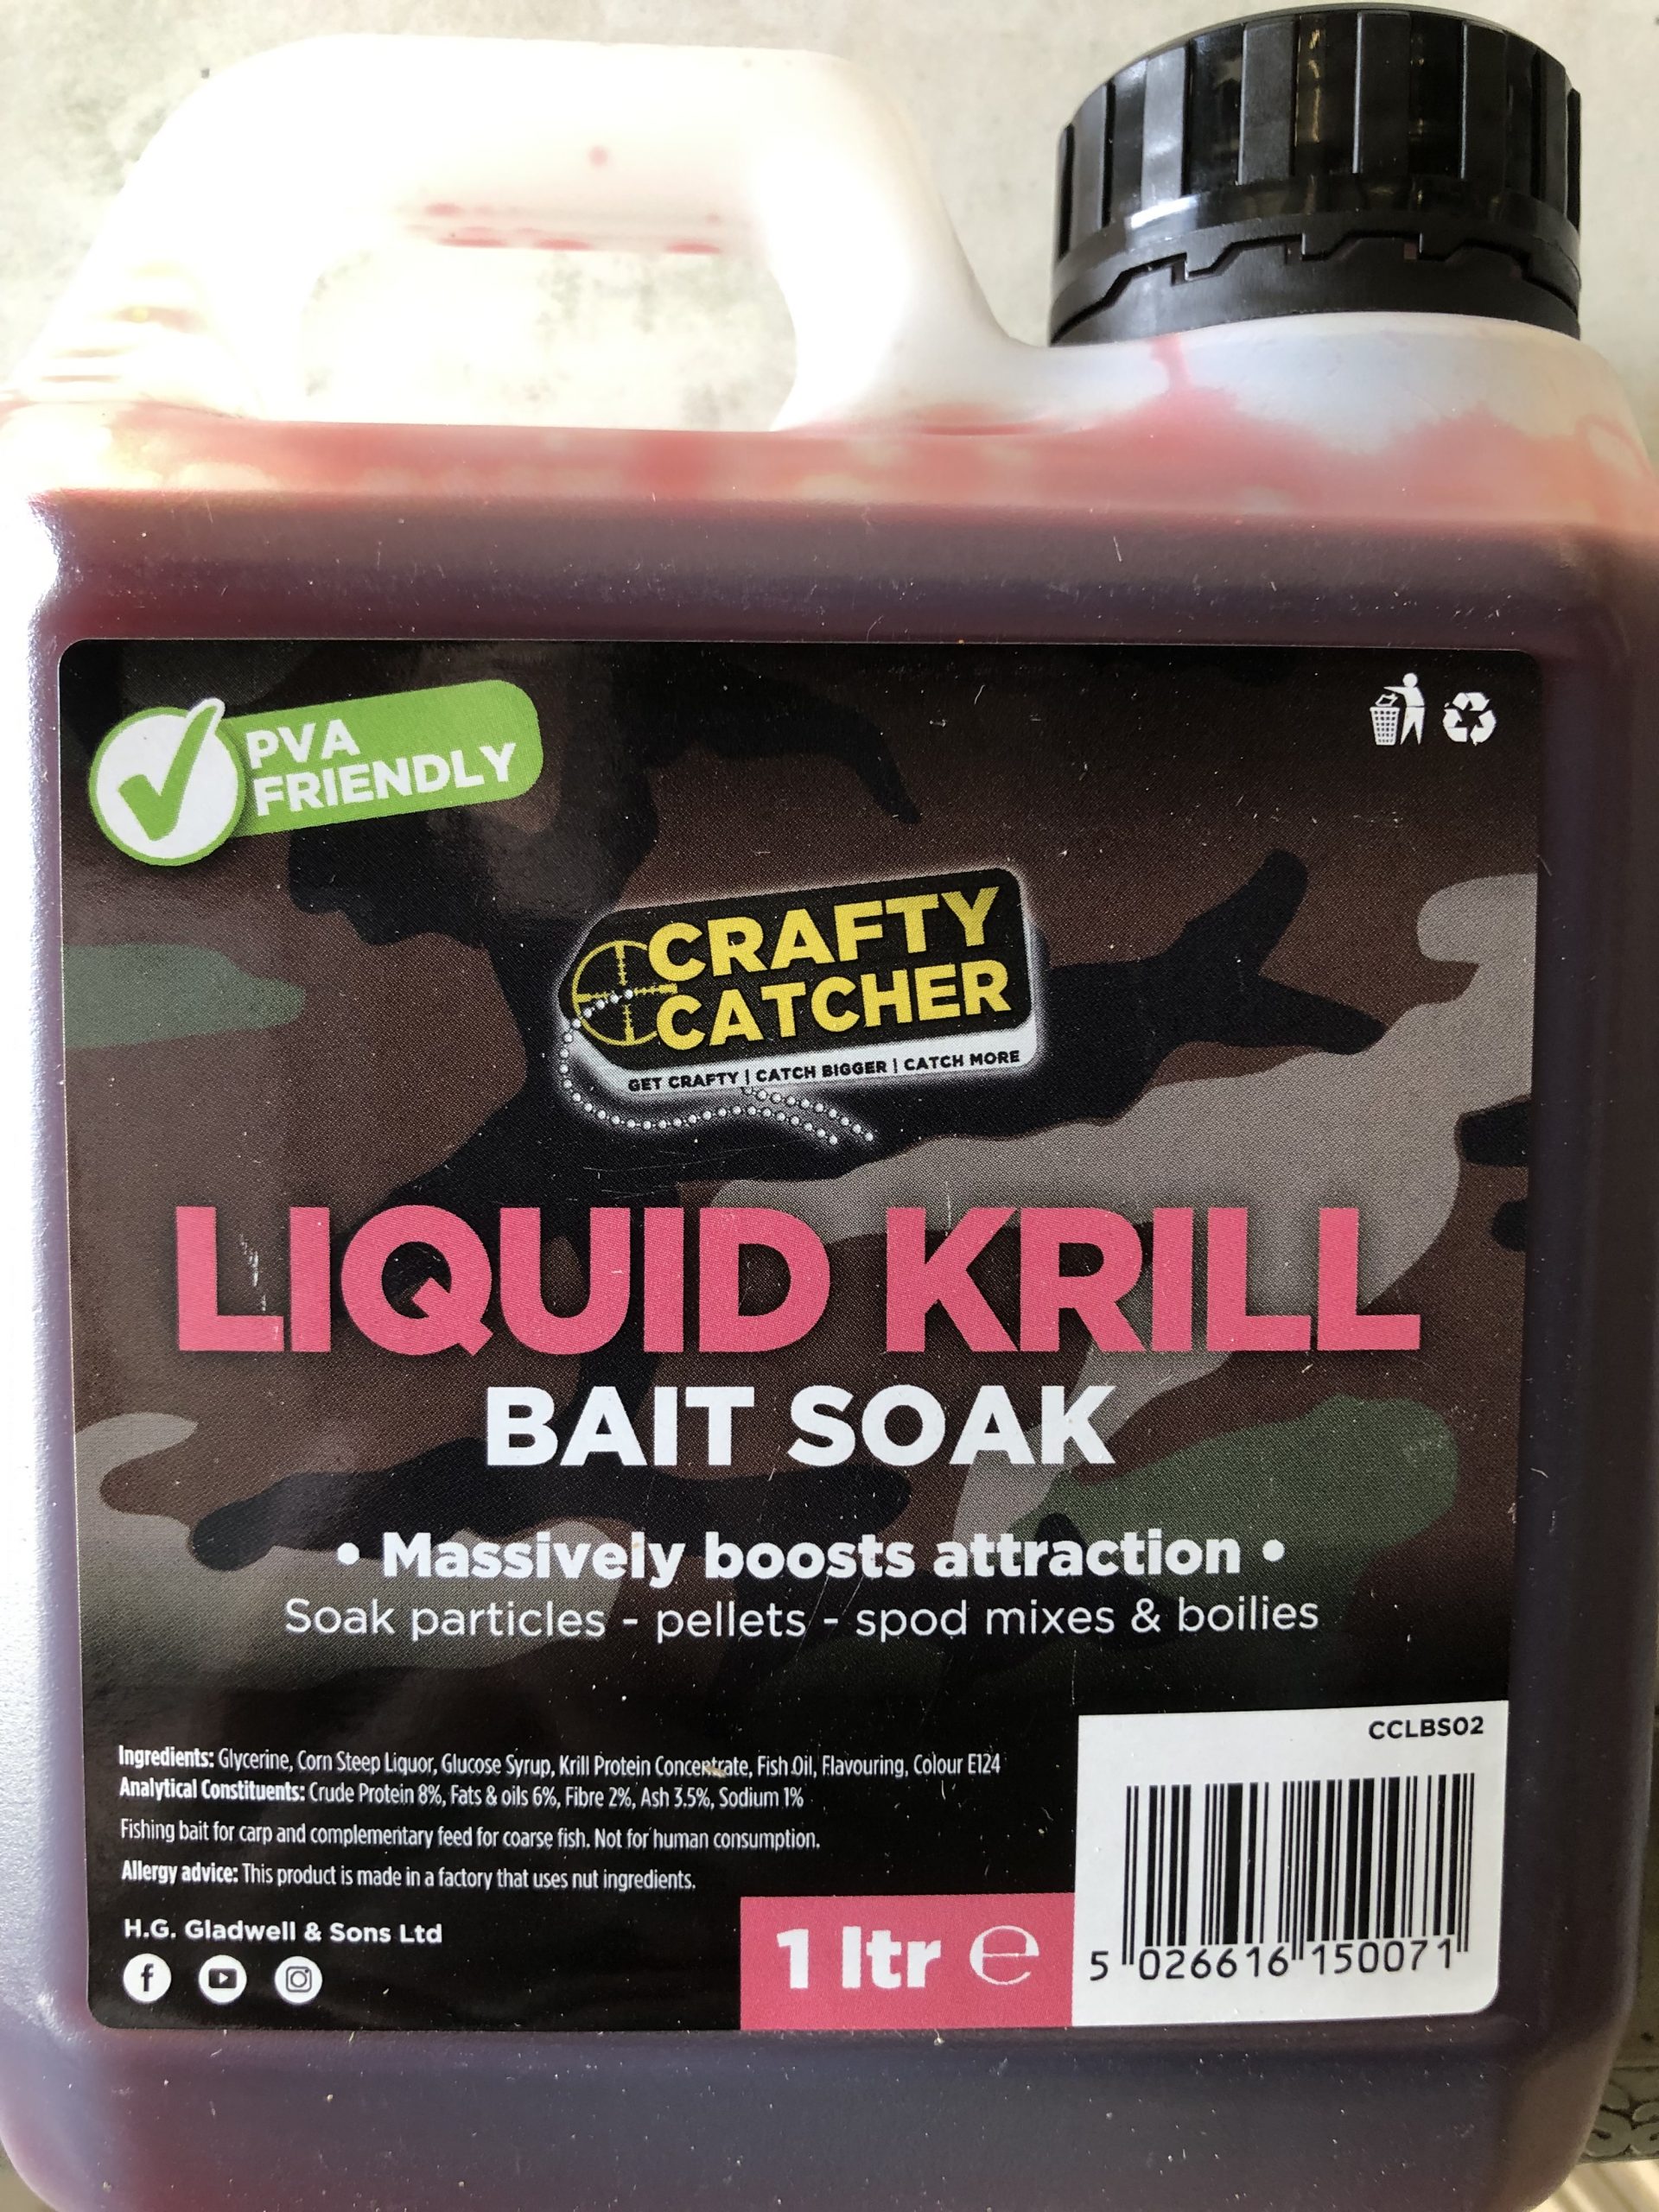 PVA
FRIENDLY
CRAFTY
CATCHER
GET CRAFTY | CATCH BIGGER | CATCH MORE
LIQUID KRILL
BAIT SOAK
• Massively boosts attraction •
Soak particles - pellets - spod mixes & boilies
Ingredients: Glycerine, Corn Steep Liquor, Glucose Syrup, Krill Protein Concentrate, Fish Oil, Flavouring, Colour E124
Analytical Constituents: Crude Protein 8%, Fats & oils 6%, Fibre 2%, Ash 3.5%, Sodium 1%
Fishing bait for carp and complementary feed for coarse fish. Not for human consumption.
Allergy advice: This product is made in a factory that uses nut ingredients.
H.G. Gladwell & Sons Ltd
1 ltr ℮
CCLBS02
5 026616 150071